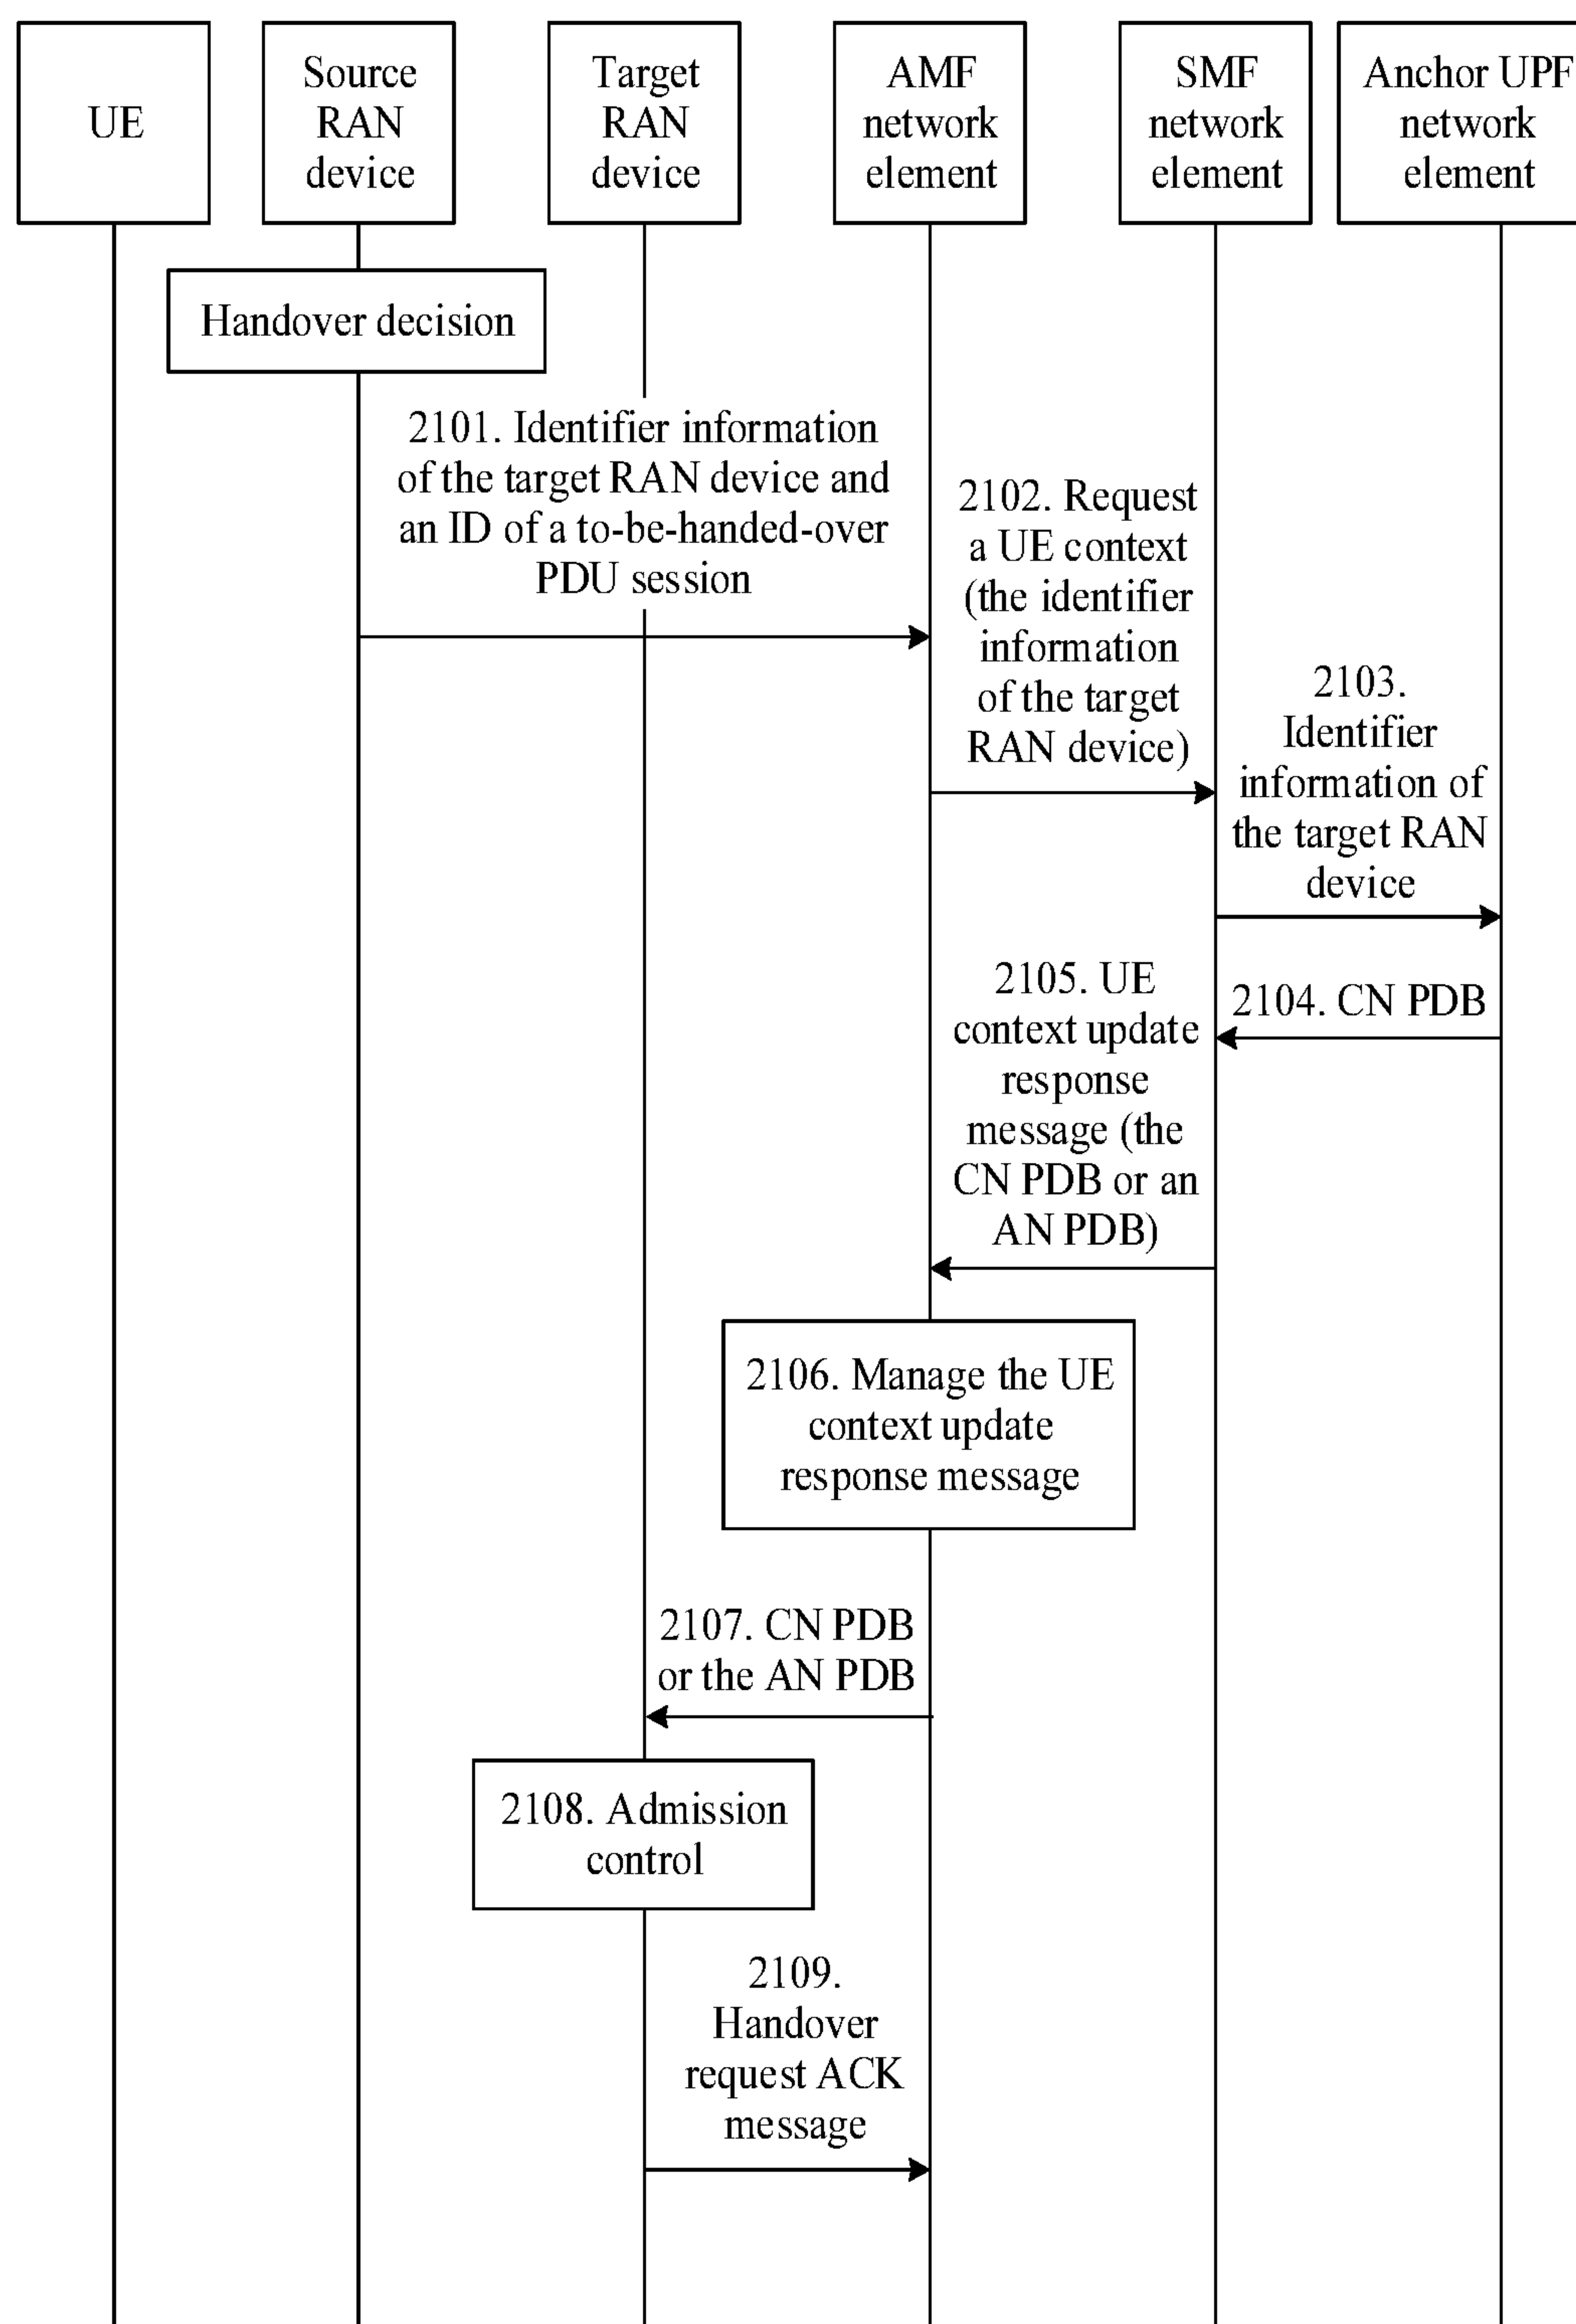 UE
Source
RAN
device
Target
RAN
device
AMF
network
element
SMF
network
element
Anchor UPF
network
element
Handover decision
2101. Identifier information
of the target RAN device and
an ID of a to-be-handed-over
PDU session
2102. Request
a UE context
(the identifier
information
of the target
RAN device)
2103.
Identifier
information of
the target RAN
device
2104. CN PDB
2105. UE
context update
response
message (the
CN PDB or an
AN PDB)
2106. Manage the UE
context update
response message
2107. CN PDB
or the AN PDB
2108. Admission
control
2109.
Handover
request ACK
message